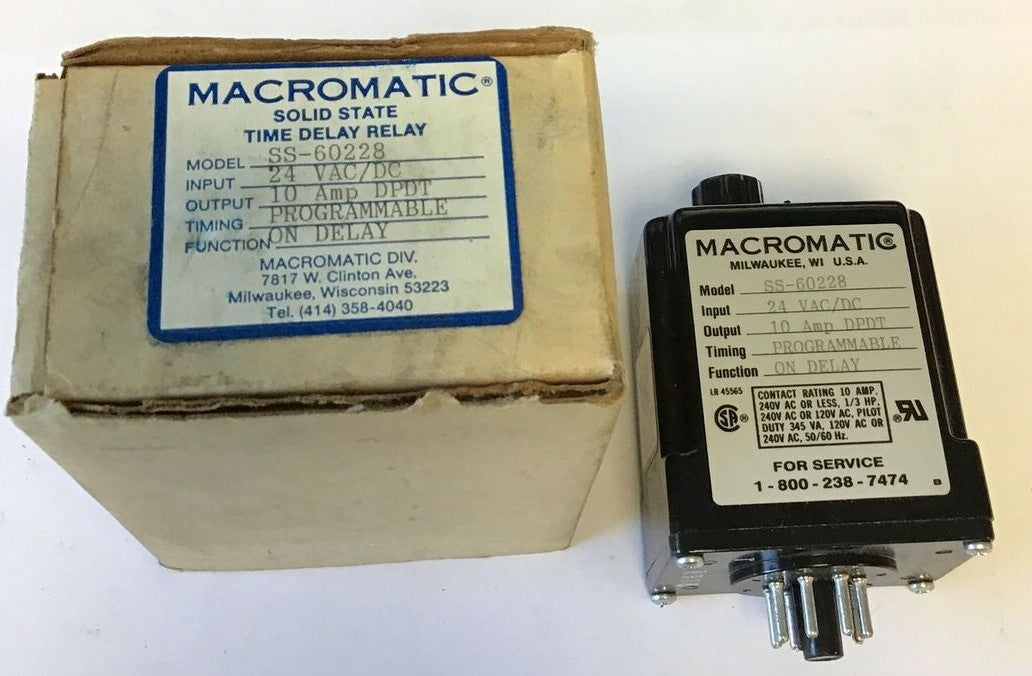 MACROMATIC®
SOLID STATE
TIME DELAY RELAY
MODEL SS-60228
INPUT 24 VAC/DC
OUTPUT 10 Amp DPDT
TIMING PROGRAMMABLE
FUNCTION ON DELAY
MACROMATIC DIV.
7817 W. Clinton Ave.
Milwaukee, Wisconsin 53223
Tel. (414) 358-4040
MACROMATIC®
MILWAUKEE, WI U.S.A.
Model SS-60228
Input 24 VAC/DC
Output 10 Amp DPDT
Timing PROGRAMMABLE
Function ON DELAY
LR 45565
CONTACT RATING 10 AMP,
240V AC OR LESS, 1/3 HP,
240V AC OR 120V AC, PILOT
DUTY 345 VA, 120V AC OR
240V AC, 50/60 Hz.
FOR SERVICE
1-800-238-7474
B